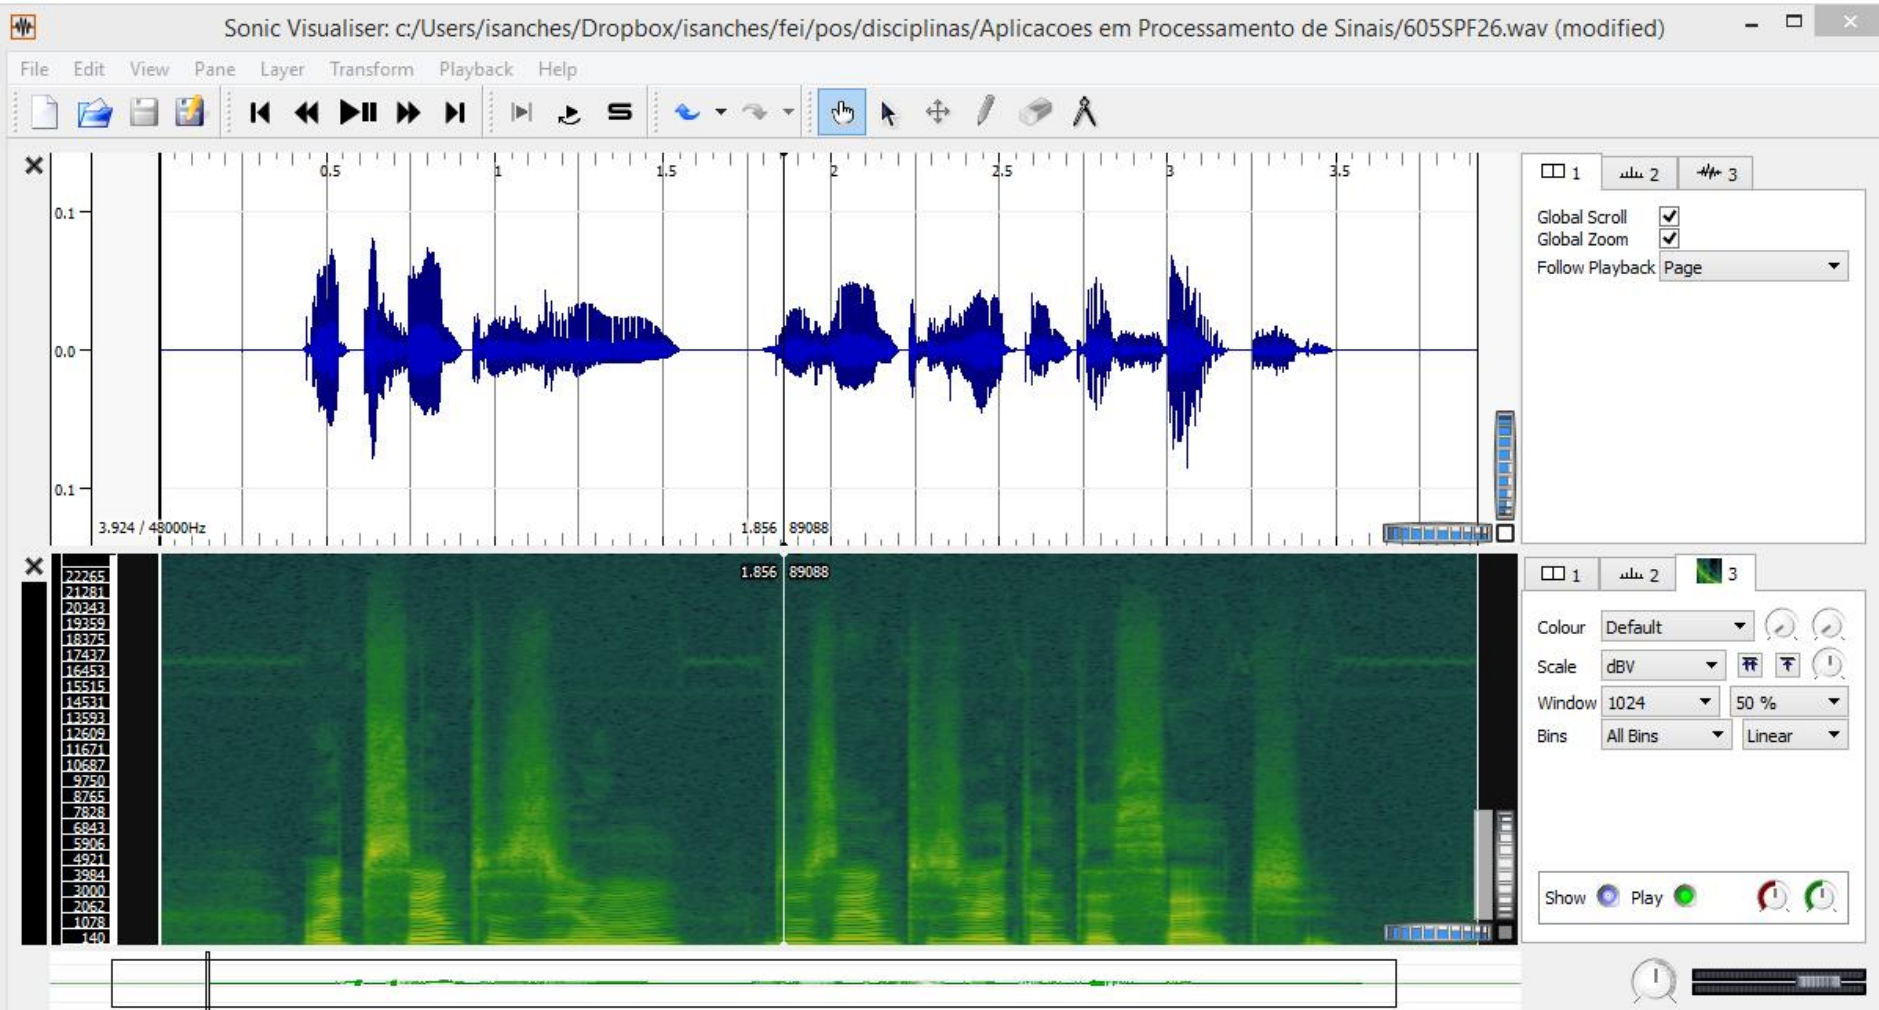 Sonic Visualiser: c:/Users/isanches/Dropbox/isanches/fei/pos/disciplinas/Aplicacoes em Processamento de Sinais/605SPF26.wav (modified)
File Edit View Pane Layer Transform Playback Help
0.5 1 1.5 2 2.5 3 3.5
0.1
0.0
0.1
3.924 / 48000Hz
1.856 89088
1 2 3
Global Scroll
Global Zoom
Follow Playback Page
1.856 89088
22265
21281
20343
19359
18375
17437
16453
15515
14531
13593
12609
11671
10687
9750
8765
7828
6843
5906
4921
3984
3000
2062
1078
140
1 2 3
Colour Default
Scale dBV
Window 1024 50 %
Bins All Bins Linear
Show Play